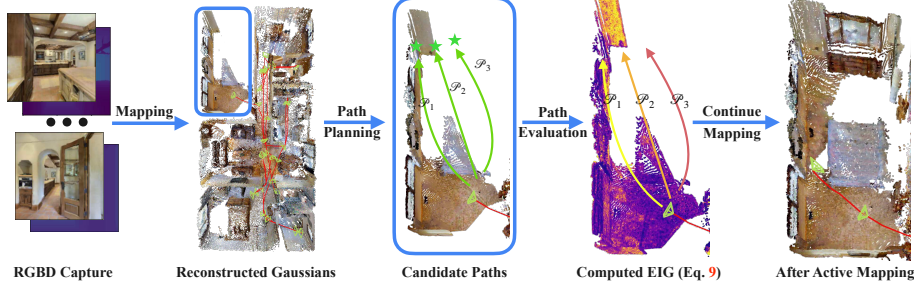 Mapping
Path
Planning
𝒫1
𝒫2
𝒫3
Path
Evaluation
𝒫1
𝒫2
𝒫3
Continue
Mapping
RGBD Capture
Reconstructed Gaussians
Candidate Paths
Computed EIG (Eq. 9)
After Active Mapping